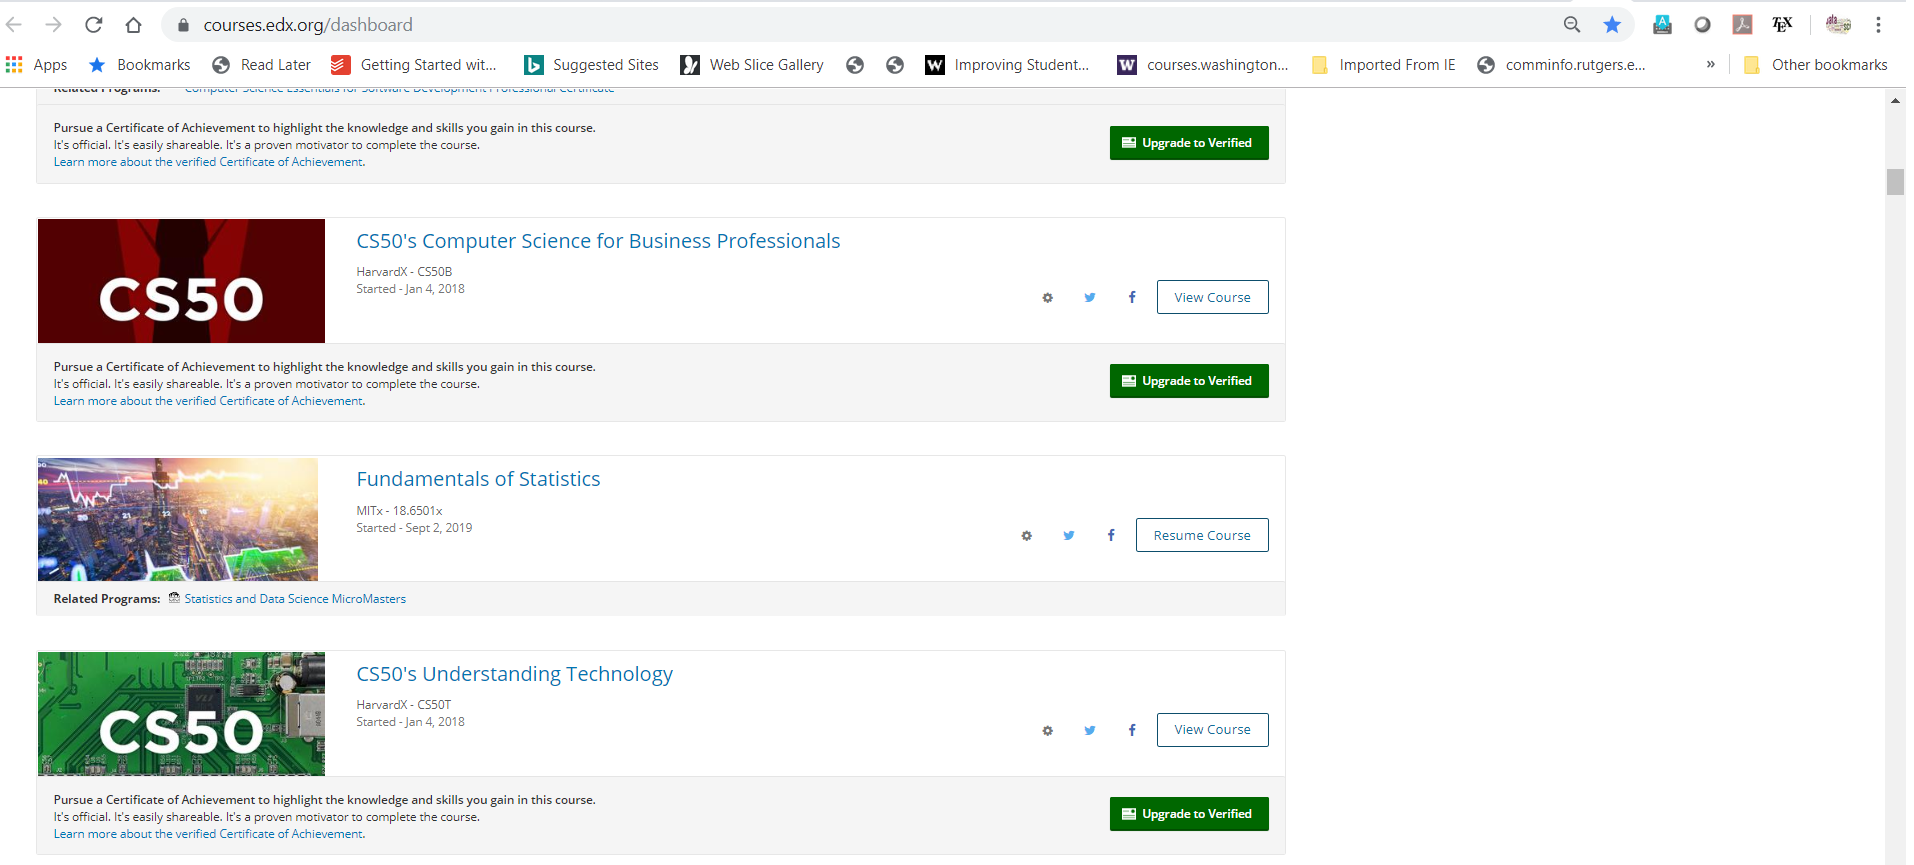 courses.edx.org/dashboard
Apps Bookmarks Read Later Getting Started wit... Suggested Sites Web Slice Gallery Improving Student... courses.washington... Imported From IE comminfo.rutgers.e... » Other bookmarks
Related Programs: Computer Science Essentials for Software Development Professional Certificate
Pursue a Certificate of Achievement to highlight the knowledge and skills you gain in this course.
It's official. It's easily shareable. It's a proven motivator to complete the course.
Learn more about the verified Certificate of Achievement.
Upgrade to Verified
CS50
CS50's Computer Science for Business Professionals
HarvardX - CS50B
Started - Jan 4, 2018
View Course
Pursue a Certificate of Achievement to highlight the knowledge and skills you gain in this course.
It's official. It's easily shareable. It's a proven motivator to complete the course.
Learn more about the verified Certificate of Achievement.
Upgrade to Verified
Fundamentals of Statistics
MITx - 18.6501x
Started - Sept 2, 2019
Resume Course
Related Programs: Statistics and Data Science MicroMasters
CS50
CS50's Understanding Technology
HarvardX - CS50T
Started - Jan 4, 2018
View Course
Pursue a Certificate of Achievement to highlight the knowledge and skills you gain in this course.
It's official. It's easily shareable. It's a proven motivator to complete the course.
Learn more about the verified Certificate of Achievement.
Upgrade to Verified